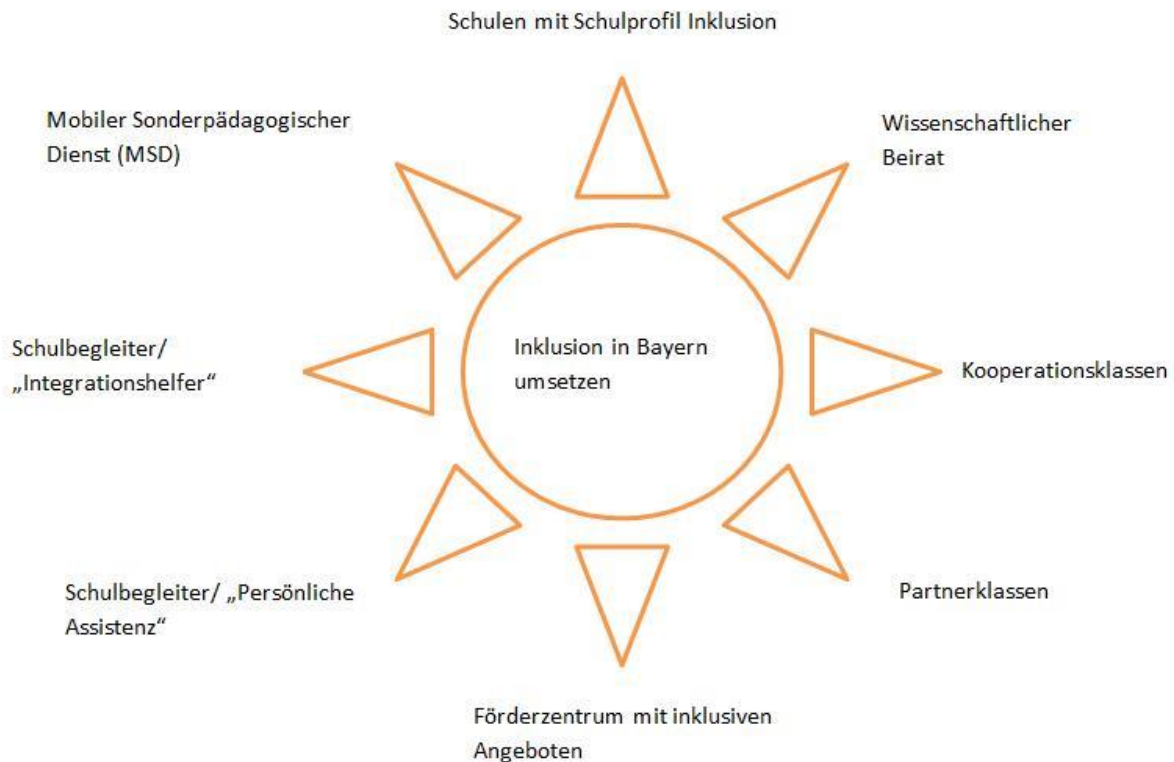 Schulen mit Schulprofil Inklusion
Mobiler Sonderpädagogischer
Dienst (MSD)
Wissenschaftlicher
Beirat
Schulbegleiter/
„Integrationshelfer“
Inklusion in Bayern
umsetzen
Kooperationsklassen
Schulbegleiter/ „Persönliche
Assistenz“
Partnerklassen
Förderzentrum mit inklusiven
Angeboten